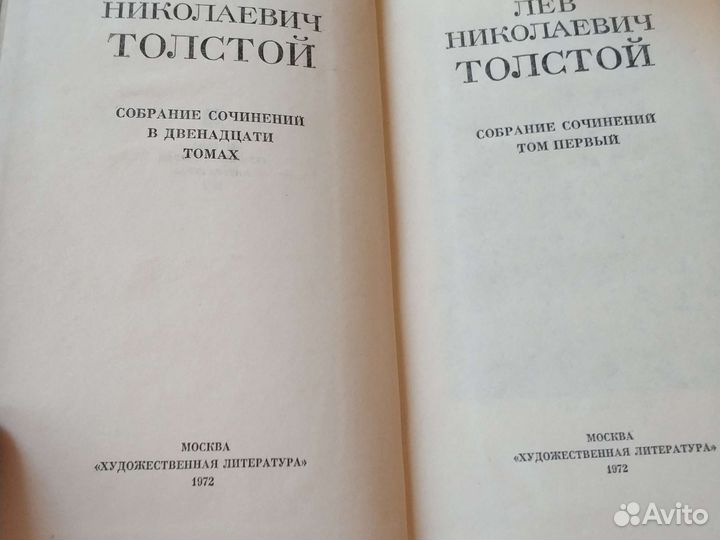 НИКОЛАЕВИЧ
ТОЛСТОЙ
СОБРАНИЕ СОЧИНЕНИЙ
В ДВЕНАДЦАТИ
ТОМАХ
МОСКВА
«ХУДОЖЕСТВЕННАЯ ЛИТЕРАТУРА»
1972
ЛЕВ
НИКОЛАЕВИЧ
ТОЛСТОЙ
СОБРАНИЕ СОЧИНЕНИЙ
ТОМ ПЕРВЫЙ
МОСКВА
«ХУДОЖЕСТВЕННАЯ ЛИТЕРАТУРА»
1972
Avito